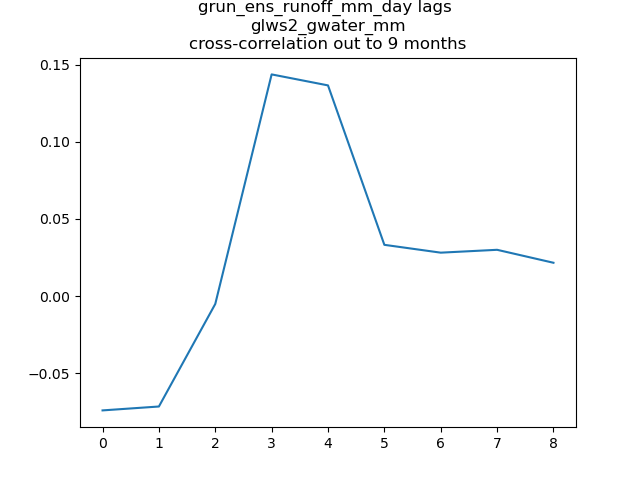 grun_ens_runoff_mm_day lags
glws2_gwater_mm
cross-correlation out to 9 months
0.15
0.10
0.05
0.00
−0.05
0 1 2 3 4 5 6 7 8